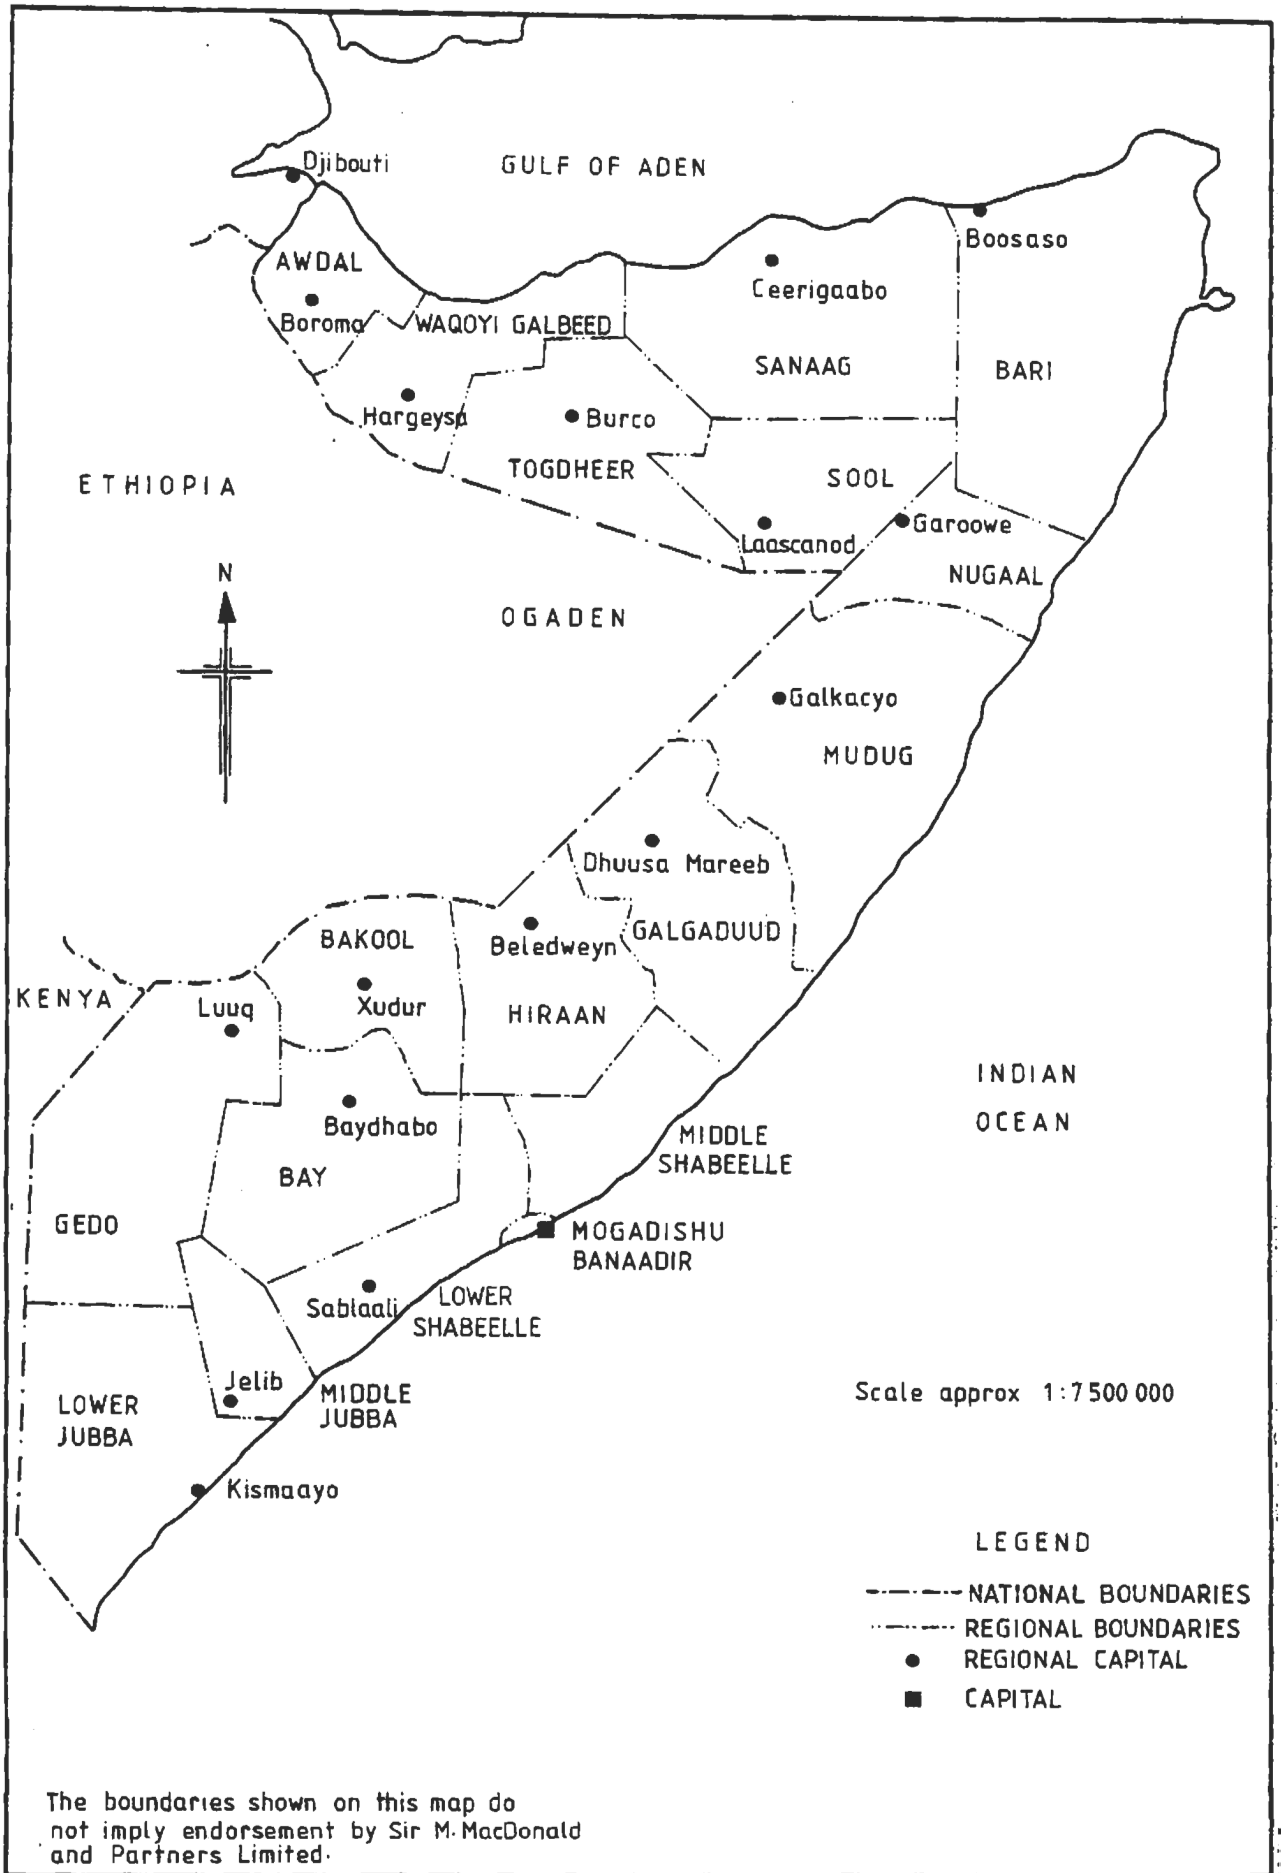 Djibouti
GULF OF ADEN
Boosaso
AWDAL
Ceerigaabo
Boroma
WAQOYI GALBEED
SANAAG
BARI
Hargeysa
Burco
TOGDHEER
SOOL
ETHIOPIA
Garoowe
Laascanod
NUGAAL
N
OGADEN
Galkacyo
MUDUG
Dhuusa Mareeb
BAKOOL
Beledweyn
GALGADUUD
KENYA
Luuq
Xudur
HIRAAN
INDIAN
OCEAN
Baydhabo
MIDDLE
SHABEELLE
BAY
GEDO
MOGADISHU
BANAADIR
Sablaali
LOWER
SHABEELLE
Jelib
MIDDLE
JUBBA
Scale approx 1:7500000
LOWER
JUBBA
Kismaayo
LEGEND
NATIONAL BOUNDARIES
REGIONAL BOUNDARIES
REGIONAL CAPITAL
CAPITAL
The boundaries shown on this map do
not imply endorsement by Sir M.MacDonald
and Partners Limited.